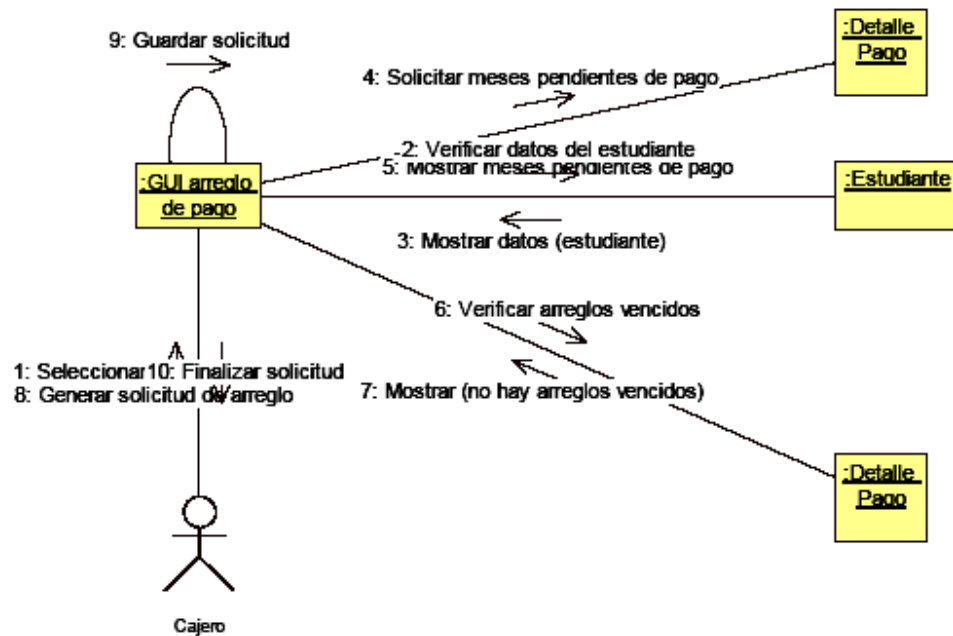 9: Guardar solicitud
:Detalle
Pago
4: Solicitar meses pendientes de pago
2: Verificar datos del estudiante
5: Mostrar meses pendientes de pago
:GUI arreglo
de pago
:Estudiante
3: Mostrar datos (estudiante)
6: Verificar arreglos vencidos
1: Seleccionar10: Finalizar solicitud
8: Generar solicitud de arreglo
7: Mostrar (no hay arreglos vencidos)
:Detalle
Pago
Cajero